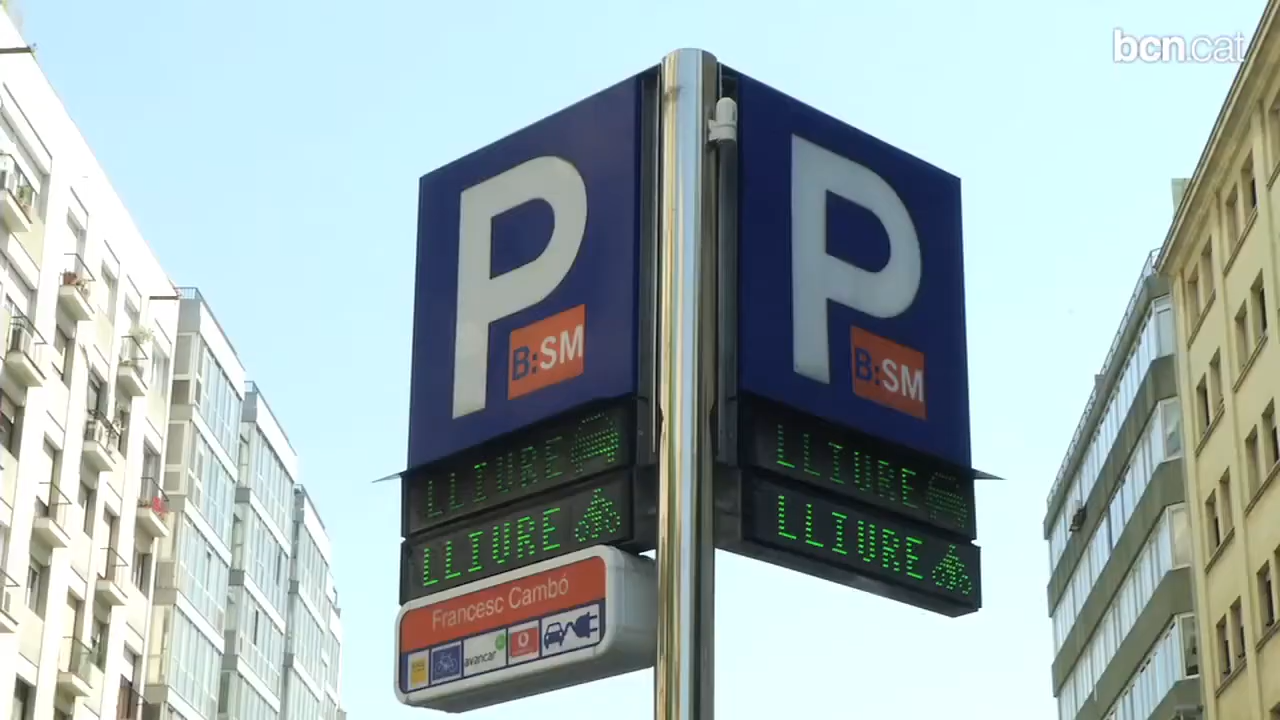 bcn.cat
P
B:SM
LLIURE
LLIURE
Francesc Cambó
avancar
P
B:SM
LLIURE
LLIURE